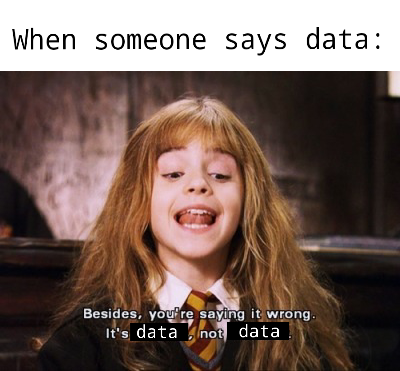 When someone says data:
Besides, you're saying it wrong.
It's data, not data.